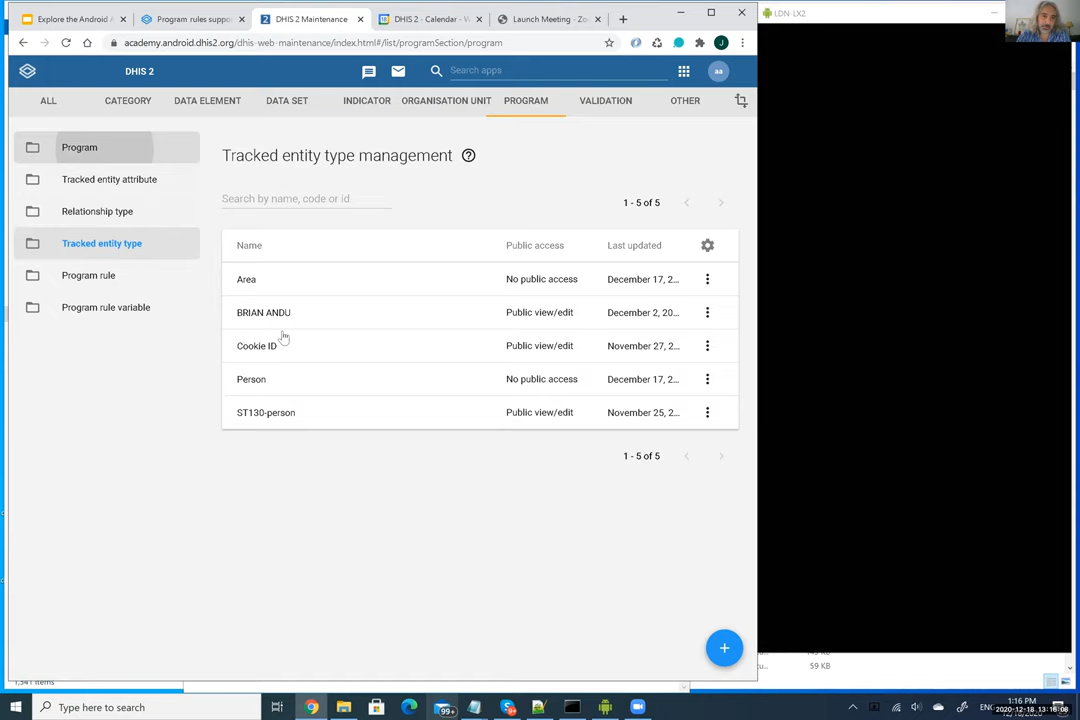 Explore the Android A
Program rules suppo
DHIS 2 Maintenance
DHIS 2 - Calendar - W
Launch Meeting - Zo
LDN LX2
academy.android.dhis2.org/dhis-web-maintenance/index.html#/list/programSection/program
J
DHIS 2
Search apps
aa
ALL
CATEGORY
DATA ELEMENT
DATA SET
INDICATOR
ORGANISATION UNIT
PROGRAM
VALIDATION
OTHER
Program
Tracked entity attribute
Relationship type
Tracked entity type
Program rule
Program rule variable
Tracked entity type management
Search by name, code or id
1 - 5 of 5
Name Public access Last updated
Area No public access December 17, 2...
BRIAN ANDU Public view/edit December 2, 20...
Cookie ID Public view/edit November 27, 2...
Person No public access December 17, 2...
ST130-person Public view/edit November 25, 2...
1 - 5 of 5
59 KB
1,341 items
Type here to search
99+
ENG
1:16 PM
2020-12-18 13:16:08